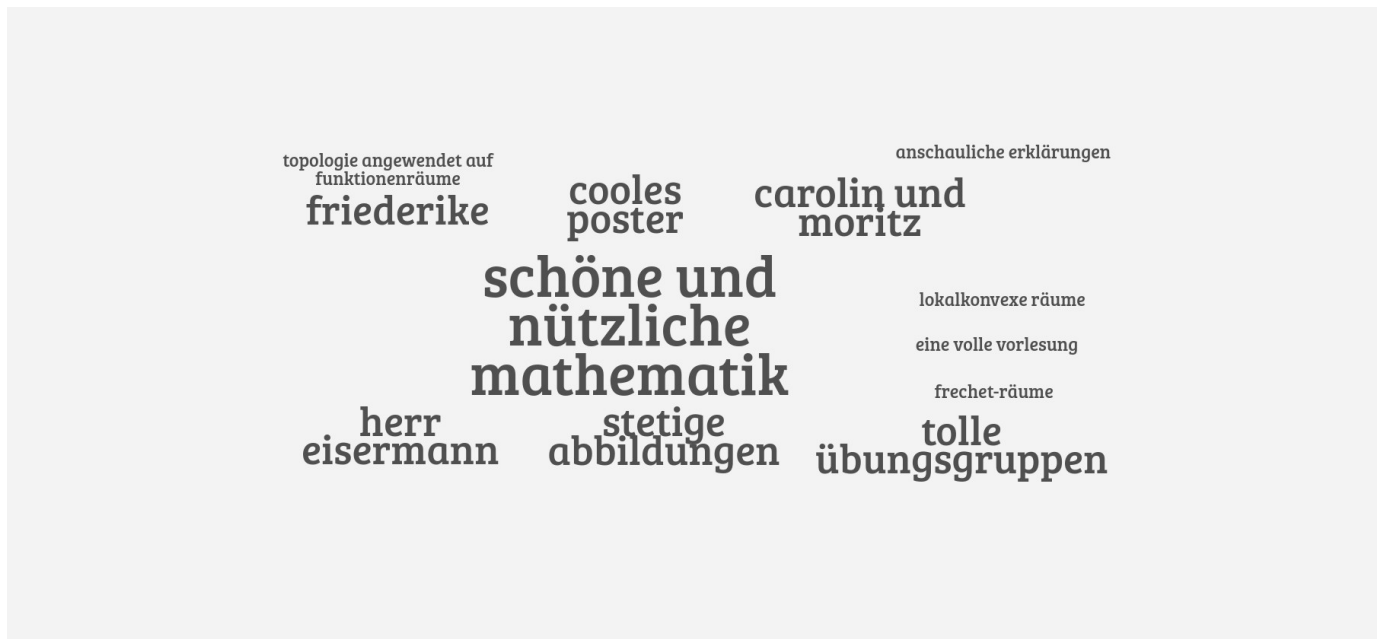 topologie angewendet auf
funktionenräume
friederike
cooles
poster
carolin und
moritz
anschauliche erklärungen
schöne und
nützliche
mathematik
lokalkonvexe räume
eine volle vorlesung
frechet-räume
herr
eisermann
stetige
abbildungen
tolle
übungsgruppen